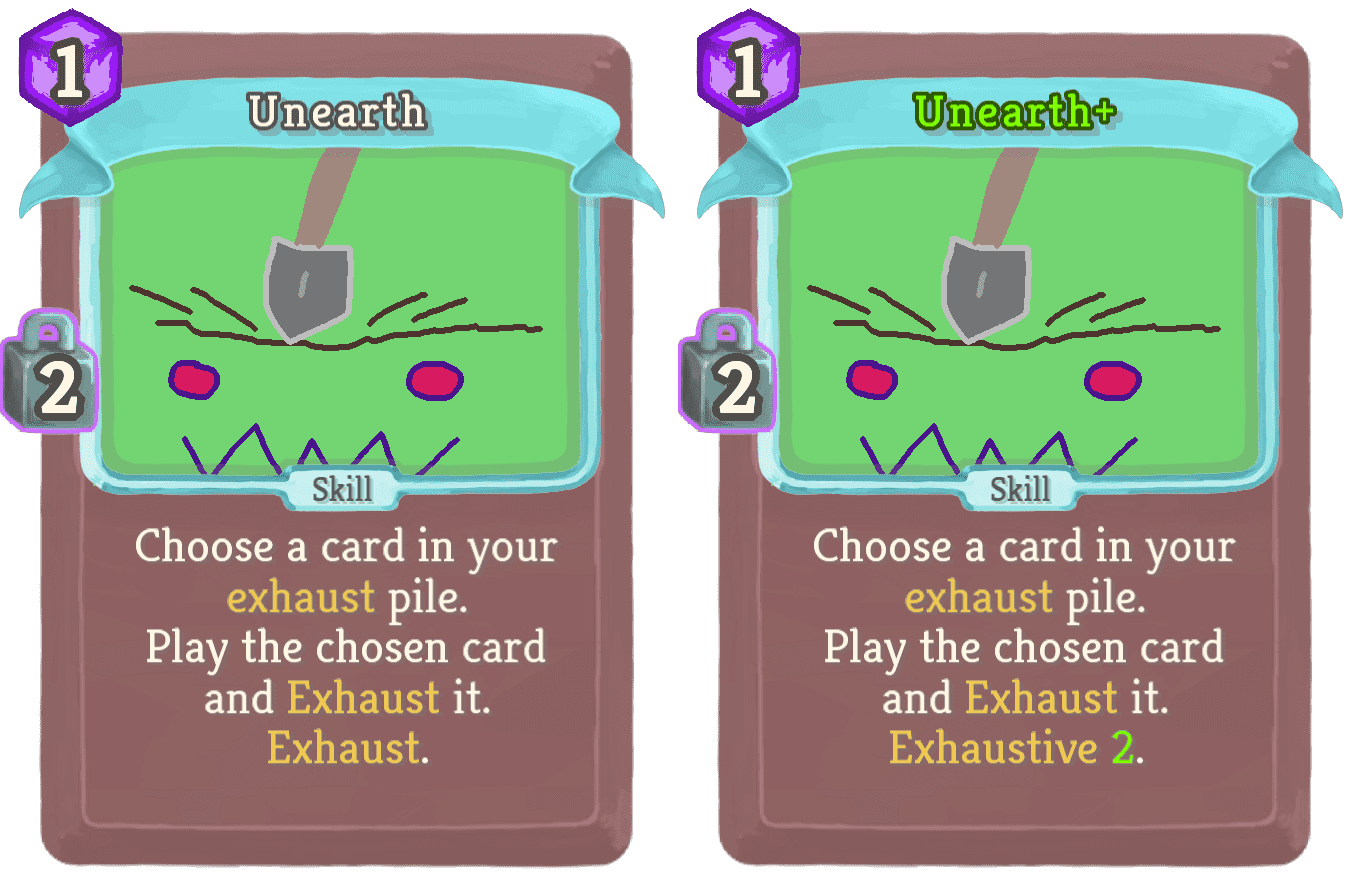 1
Unearth
2
Skill
Choose a card in your
exhaust pile.
Play the chosen card
and Exhaust it.
Exhaust.
1
Unearth+
2
Skill
Choose a card in your
exhaust pile.
Play the chosen card
and Exhaust it.
Exhaustive 2.